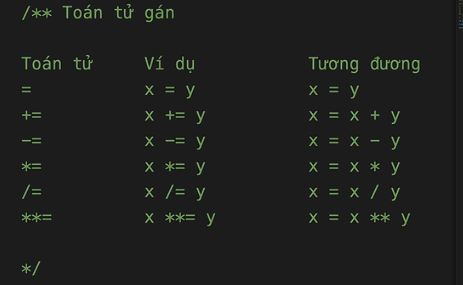 /** Toán tử gán
Toán tử Ví dụ Tương đương
= x = y x = y
+= x += y x = x + y
-= x -= y x = x - y
*= x *= y x = x * y
/= x /= y x = x / y
**= x **= y x = x ** y
*/